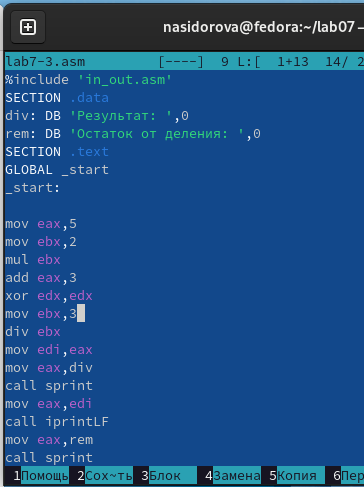 nasidorova@fedora:~/lab07 —
lab7-3.asm [----] 9 L:[ 1+13 14/ 2
%include 'in_out.asm'
SECTION .data
div: DB 'Результат: ',0
rem: DB 'Остаток от деления: ',0
SECTION .text
GLOBAL _start
_start:
mov eax,5
mov ebx,2
mul ebx
add eax,3
xor edx,edx
mov ebx,3
div ebx
mov edi,eax
mov eax,div
call sprint
mov eax,edi
call iprintLF
mov eax,rem
call sprint
1Помощь 2Сох~ть 3Блок 4Замена 5Копия 6Пер